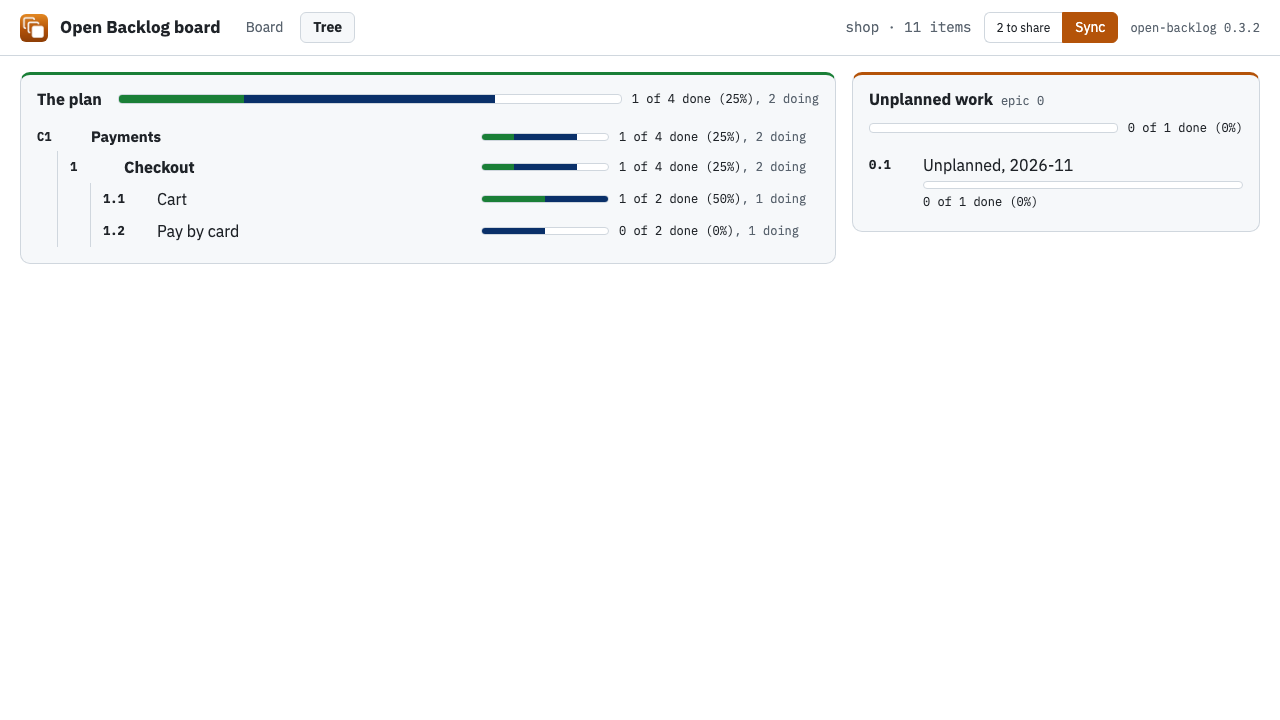 Open Backlog board Board Tree shop · 11 items 2 to share Sync open-backlog 0.3.2
The plan 1 of 4 done (25%), 2 doing
C1 Payments 1 of 4 done (25%), 2 doing
1 Checkout 1 of 4 done (25%), 2 doing
1.1 Cart 1 of 2 done (50%), 1 doing
1.2 Pay by card 0 of 2 done (0%), 1 doing
Unplanned work epic 0
0 of 1 done (0%)
0.1 Unplanned, 2026-11
0 of 1 done (0%)